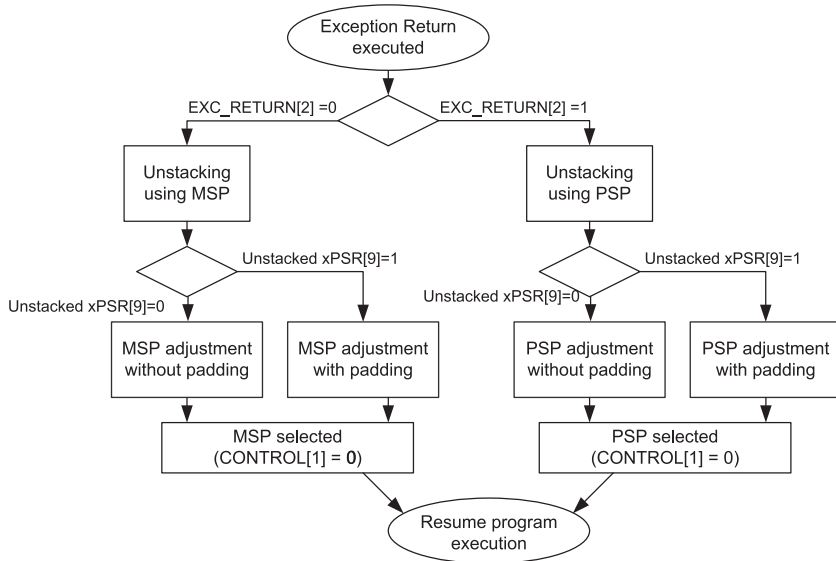 Exception Return
executed
EXC_RETURN[2] =0
EXC_RETURN[2] =1
Unstacking
using MSP
Unstacking
using PSP
Unstacked xPSR[9]=1
Unstacked xPSR[9]=0
Unstacked xPSR[9]=1
Unstacked xPSR[9]=0
MSP adjustment
without padding
MSP adjustment
with padding
PSP adjustment
without padding
PSP adjustment
with padding
MSP selected
(CONTROL[1] = 0)
PSP selected
(CONTROL[1] = 0)
Resume program
execution